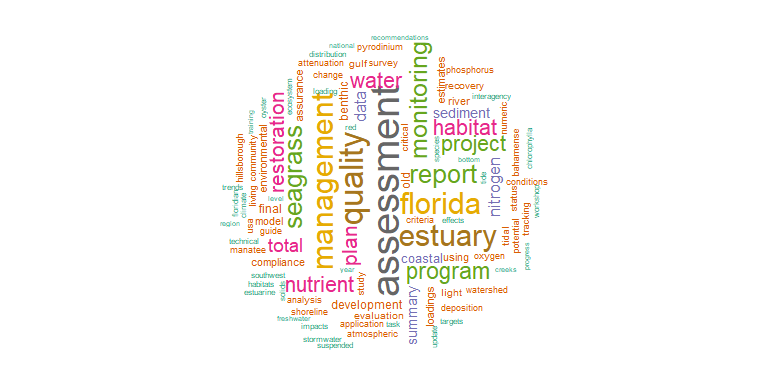 recommendations
national
pyrodinium
distribution
attenuation
gulf
survey
phosphorus
change
water
recovery
loading
monitoring
estimates
interagency
benthic
data
river
ecosystem
assurance
oyster
restoration
training
red
sediment
numeric
critical
habitat
community
environmental
seagrass
management
quality
assessment
species
project
bahamense
chlorophyll
hillsborough
living
bottom
report
tide
nitrogen
old
conditions
trends
climate
level
floridian
status
workshop
florida
final
plan
criteria
effects
potential
tracking
region
usa
model
guide
estuary
tidal
technical
total
manatee
coastal
using
oxygen
progress
compliance
year
program
creeks
southwest
habitats
estuarine
solids
nutrient
study
watershed
light
analysis
development
summary
loadings
deposition
shoreline
evaluation
freshwater
impacts
application
task
targets
atmospheric
update
stormwater
suspended